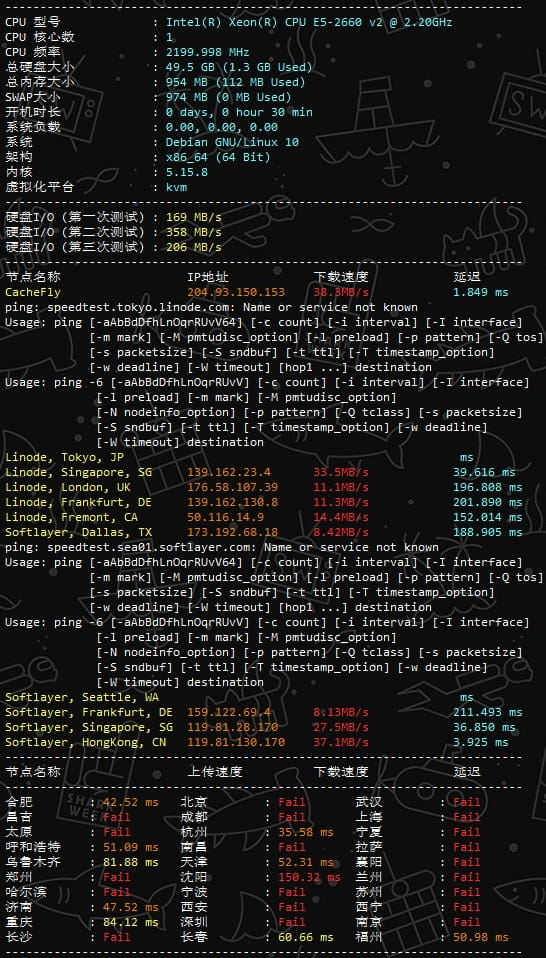 CPU 型号 : Intel(R) Xeon(R) CPU E5-2660 v2 @ 2.20GHz
CPU 核心数 : 1
CPU 频率 : 2199.998 MHz
总硬盘大小 : 49.5 GB (1.3 GB Used)
总内存大小 : 954 MB (112 MB Used)
SWAP大小 : 974 MB (0 MB Used)
开机时长 : 0 days, 0 hour 30 min
系统负载 : 0.00, 0.00, 0.00
系统 : Debian GNU/Linux 10
架构 : x86_64 (64 Bit)
内核 : 5.15.8
虚拟化平台 : kvm
硬盘I/O (第一次测试) : 169 MB/s
硬盘I/O (第二次测试) : 358 MB/s
硬盘I/O (第三次测试) : 206 MB/s
节点名称 IP地址 下载速度 延迟
CacheFly 204.93.150.153 38.3MB/s 1.849 ms
ping: speedtest.tokyo.linode.com: Name or service not known
Usage: ping [-aAbBdDfhLnOqrRUvV64] [-c count] [-i interval] [-I interface]
[-m mark] [-M pmtudisc_option] [-l preload] [-p pattern] [-Q tos]
[-s packetsize] [-S sndbuf] [-t ttl] [-T timestamp_option]
[-w deadline] [-W timeout] [hop1 ...] destination
Usage: ping -6 [-aAbBdDfhLnOqrRUvV] [-c count] [-i interval] [-I interface]
[-l preload] [-m mark] [-M pmtudisc_option]
[-N nodeinfo_option] [-p pattern] [-Q tclass] [-s packetsize]
[-S sndbuf] [-t ttl] [-T timestamp_option] [-w deadline]
[-W timeout] destination
Linode, Tokyo, JP ms
Linode, Singapore, SG 139.162.23.4 33.5MB/s 39.616 ms
Linode, London, UK 176.58.107.39 11.1MB/s 196.808 ms
Linode, Frankfurt, DE 139.162.130.8 11.3MB/s 201.890 ms
Linode, Fremont, CA 50.116.14.9 14.4MB/s 152.014 ms
Softlayer, Dallas, TX 173.192.68.18 8.42MB/s 188.905 ms
ping: speedtest.sea01.softlayer.com: Name or service not known
Usage: ping [-aAbBdDfhLnOqrRUvV64] [-c count] [-i interval] [-I interface]
[-m mark] [-M pmtudisc_option] [-l preload] [-p pattern] [-Q tos]
[-s packetsize] [-S sndbuf] [-t ttl] [-T timestamp_option]
[-w deadline] [-W timeout] [hop1 ...] destination
Usage: ping -6 [-aAbBdDfhLnOqrRUvV] [-c count] [-i interval] [-I interface]
[-l preload] [-m mark] [-M pmtudisc_option]
[-N nodeinfo_option] [-p pattern] [-Q tclass] [-s packetsize]
[-S sndbuf] [-t ttl] [-T timestamp_option] [-w deadline]
[-W timeout] destination
Softlayer, Seattle, WA ms
Softlayer, Frankfurt, DE 159.122.69.4 8.13MB/s 211.493 ms
Softlayer, Singapore, SG 119.81.28.170 27.5MB/s 36.850 ms
Softlayer, HongKong, CN 119.81.130.170 37.1MB/s 3.925 ms
节点名称 上传速度 下载速度 延迟
合肥 : 42.52 ms 北京 : Fail 武汉 : Fail
昌吉 : Fail 成都 : Fail 上海 : Fail
太原 : Fail 杭州 : 35.58 ms 宁夏 : Fail
呼和浩特 : 51.09 ms 南昌 : Fail 拉萨 : Fail
乌鲁木齐 : 81.88 ms 天津 : 52.31 ms 襄阳 : Fail
郑州 : Fail 沈阳 : 150.32 ms 兰州 : Fail
哈尔滨 : Fail 宁波 : Fail 苏州 : Fail
济南 : 47.52 ms 西安 : Fail 西宁 : Fail
重庆 : 84.12 ms 深圳 : Fail 南京 : Fail
长沙 : Fail 长春 : 60.66 ms 福州 : 50.98 ms